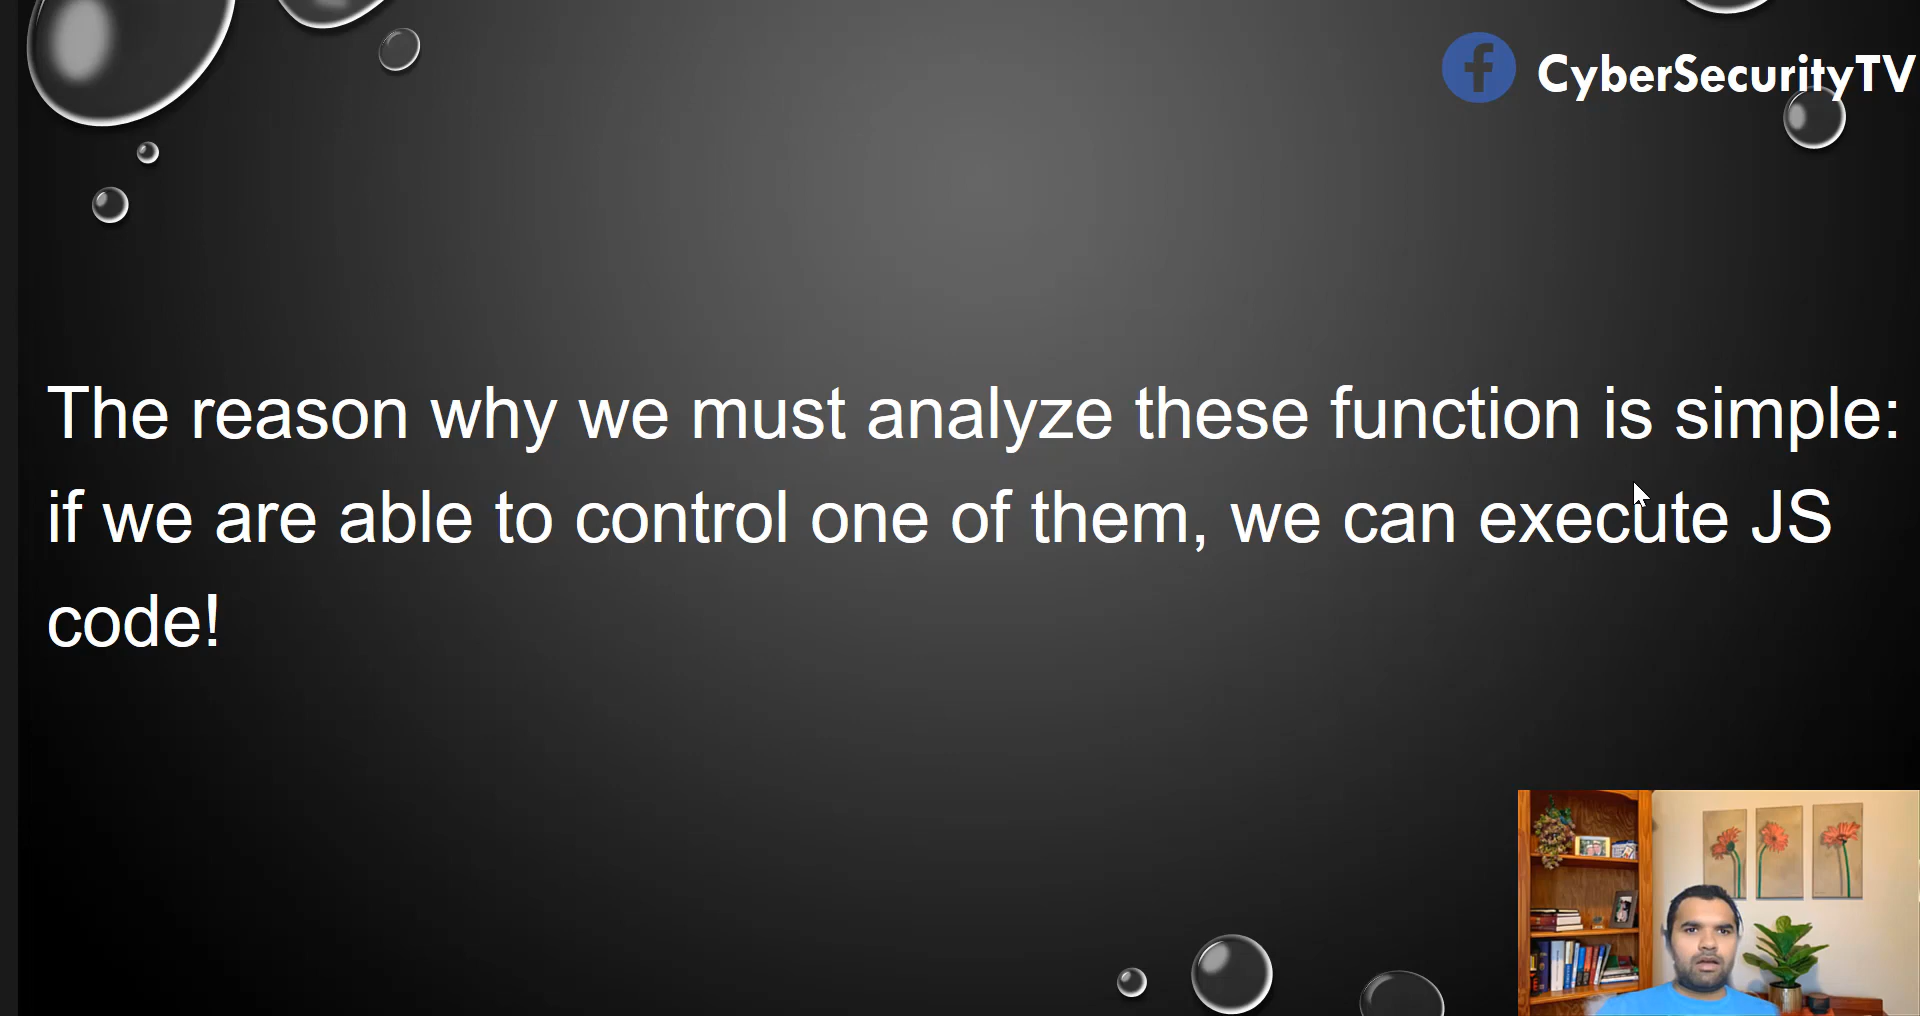 CyberSecurityTV
The reason why we must analyze these function is simple:
if we are able to control one of them, we can execute JS
code!